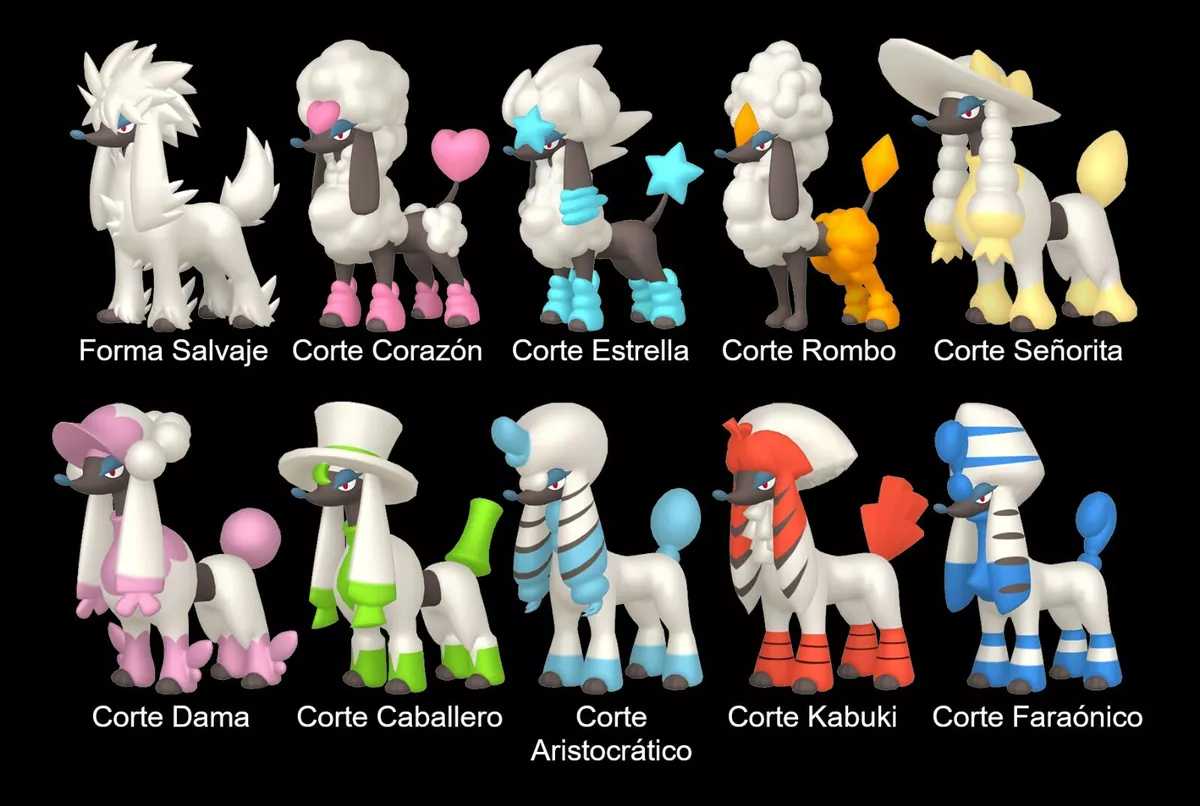 Forma Salvaje
Corte Corazón
Corte Estrella
Corte Rombo
Corte Señorita
Corte Dama
Corte Caballero
Corte
Aristocrático
Corte Kabuki
Corte Faraónico